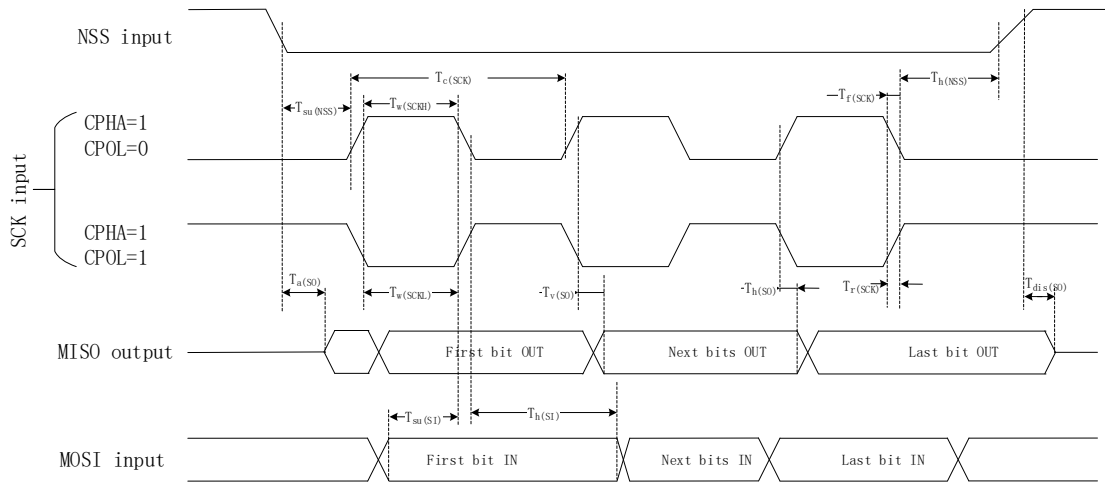 NSS input
Tc(SCK)
Th(NSS)
Tsu(NSS)
Tw(SCKH)
Tf(SCK)
SCK input
CPHA=1
CPOL=0
CPHA=1
CPOL=1
Ta(SO)
Tw(SCKL)
Tv(SO)
Th(SO)
Tr(SCK)
Tdis(SO)
MISO output
First bit OUT
Next bits OUT
Last bit OUT
Tsu(SI)
Th(SI)
MOSI input
First bit IN
Next bits IN
Last bit IN